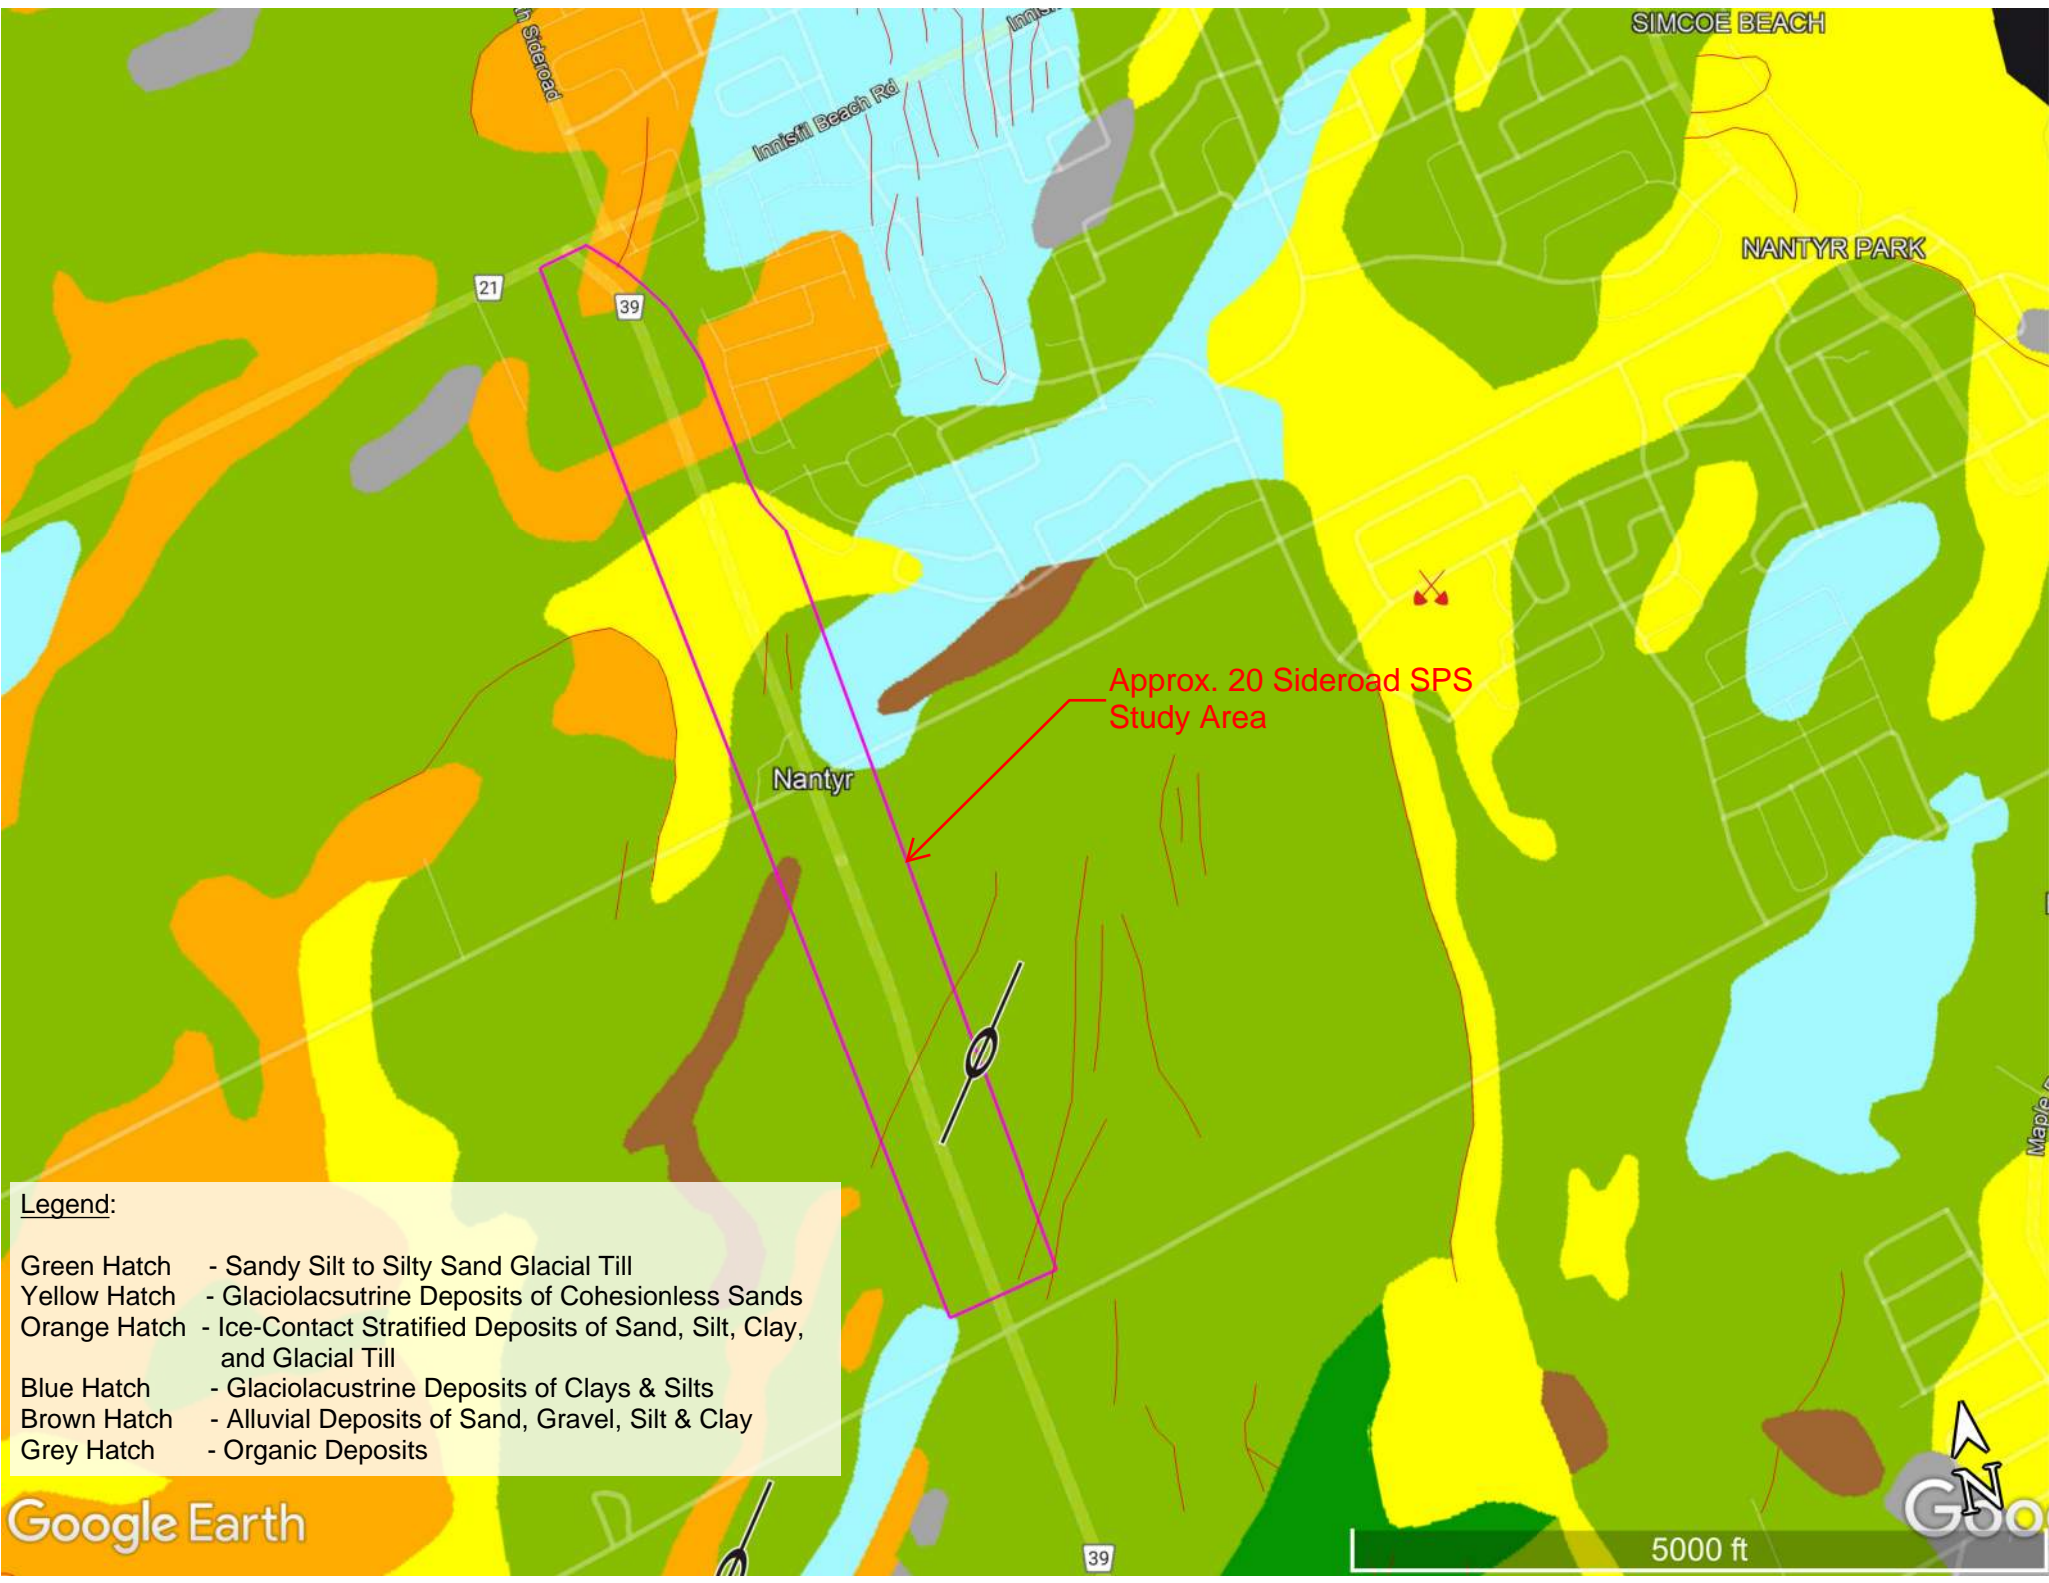 SIMCOE BEACH
Sideroad
Innisfil Beach Rd
NANTYR PARK
21
39
Approx. 20 Sideroad SPS
Study Area
Nantyr
Legend:
Green Hatch - Sandy Silt to Silty Sand Glacial Till
Yellow Hatch - Glaciolacsutrine Deposits of Cohesionless Sands
Orange Hatch - Ice-Contact Stratified Deposits of Sand, Silt, Clay,
and Glacial Till
Blue Hatch - Glaciolacustrine Deposits of Clays & Silts
Brown Hatch - Alluvial Deposits of Sand, Gravel, Silt & Clay
Grey Hatch - Organic Deposits
Maple
N
Google Earth
Goo
39
5000 ft